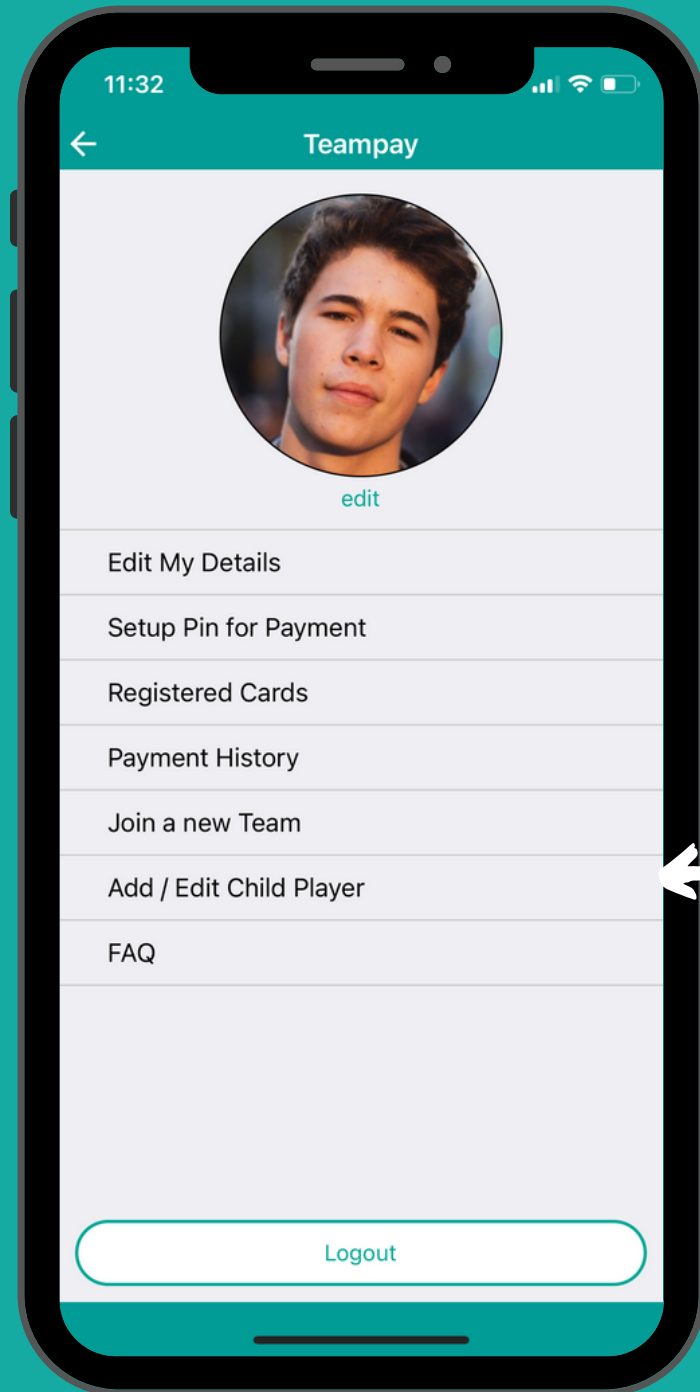 11:32
Teampay
edit
Edit My Details
Setup Pin for Payment
Registered Cards
Payment History
Join a new Team
Add / Edit Child Player
FAQ
Logout